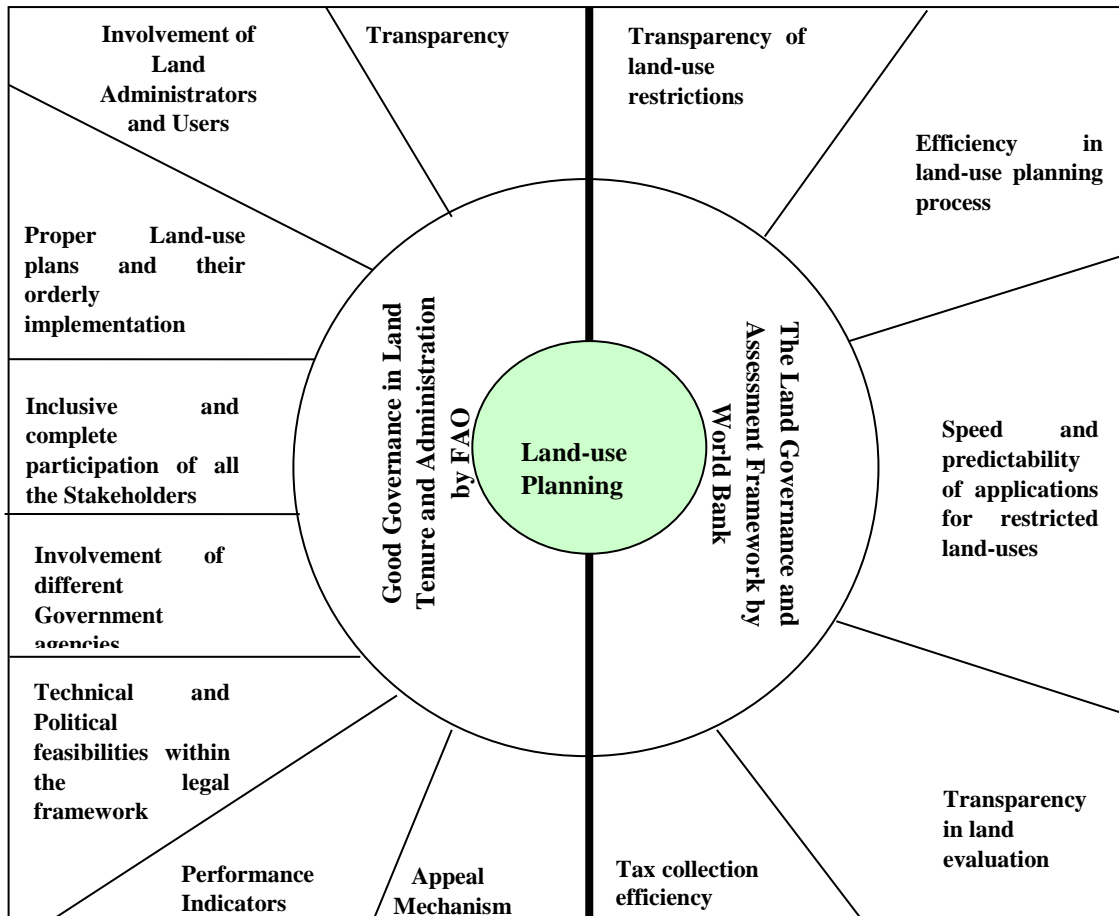 Involvement of
Land
Administrators
and Users
Transparency
Transparency of
land-use
restrictions
Efficiency in
land-use planning
process
Proper Land-use
plans and their
orderly
implementation
Inclusive and
complete
participation of all
the Stakeholders
Involvement of
different
Government
agencies
Technical and
Political
feasibilities within
the legal
framework
Performance
Indicators
Appeal
Mechanism
Good Governance in Land
Tenure and Administration
by FAO
Land-use
Planning
The Land Governance and
Assessment Framework by
World Bank
Speed and
predictability
of applications
for restricted
land-uses
Transparency
in land
evaluation
Tax collection
efficiency